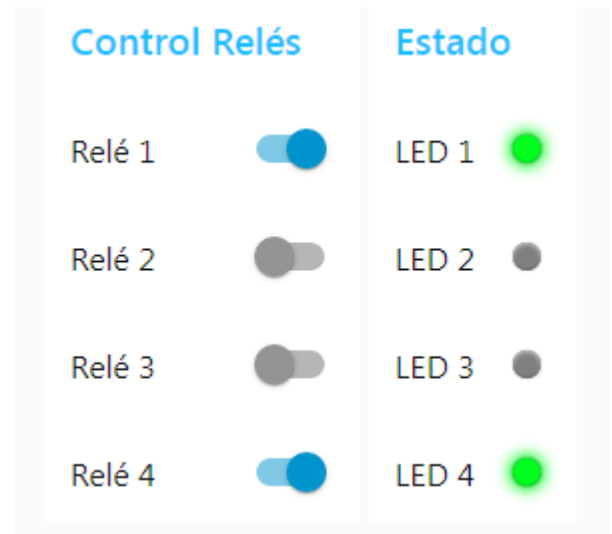 Control Relés
Estado
Relé 1
LED 1
Relé 2
LED 2
Relé 3
LED 3
Relé 4
LED 4